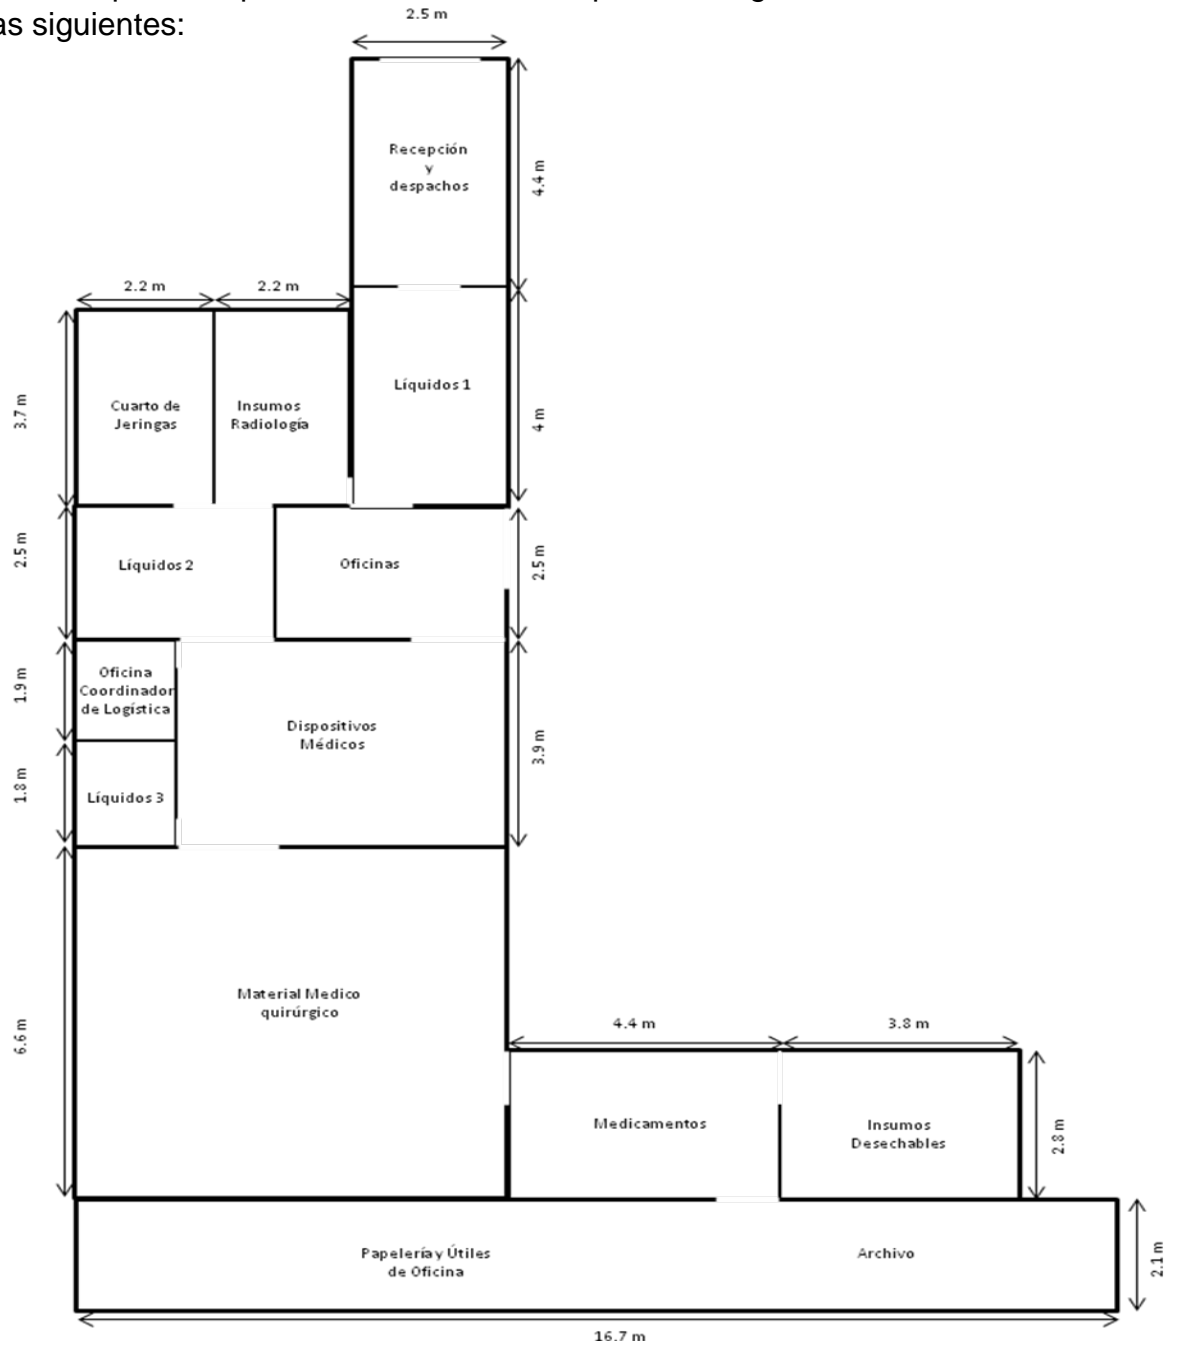 as siguientes:
2.5 m
Recepción
y
despachos
4.4 m
2.2 m
2.2 m
Líquidos 1
Cuarto de
Jeringas
Insumos
Radiología
3.7 m
4 m
Líquidos 2
Oficinas
2.5 m
2.5 m
Oficina
Coordinador
de Logística
1.9 m
Dispositivos
Médicos
3.9 m
Líquidos 3
1.8 m
Material Medico
quirúrgico
6.6 m
4.4 m
3.8 m
Medicamentos
Insumos
Desechables
2.8 m
Papelería y Útiles
de Oficina
Archivo
2.1 m
16.7 m